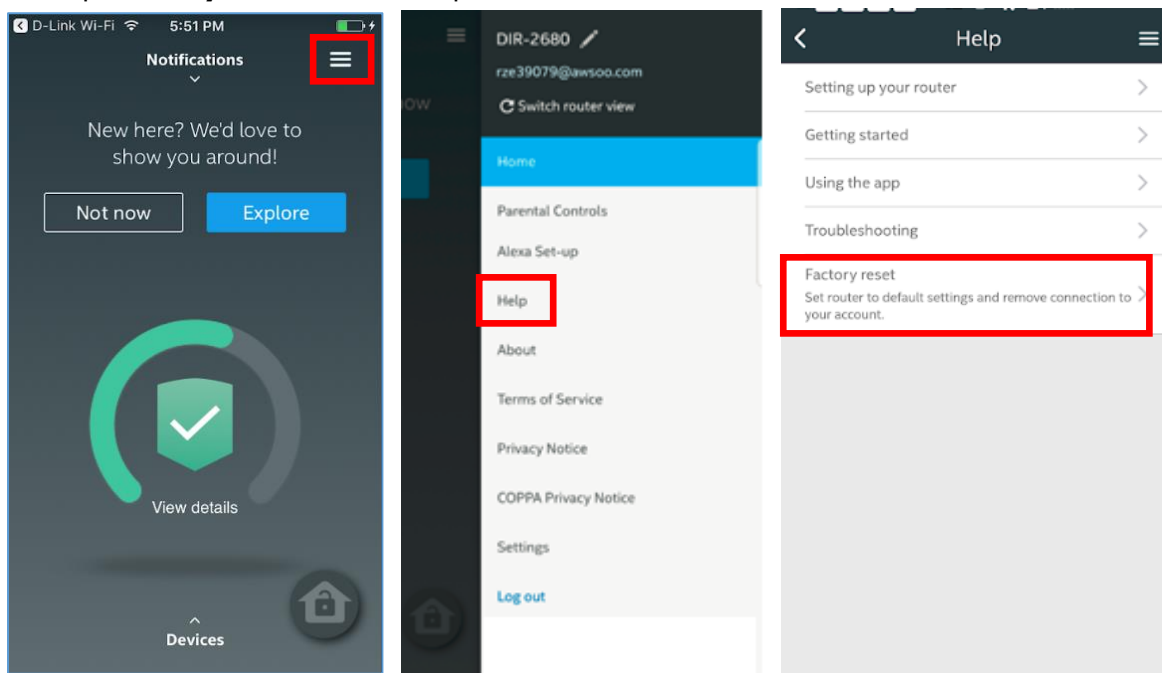 D-Link Wi-Fi 5:51 PM
Notifications
New here? We'd love to
show you around!
Not now Explore
View details
Devices
DIR-2680
rze39079@awsoo.com
Switch router view
Home
Parental Controls
Alexa Set-up
Help
About
Terms of Service
Privacy Notice
COPPA Privacy Notice
Settings
Log out
Help
Setting up your router
Getting started
Using the app
Troubleshooting
Factory reset
Set router to default settings and remove connection to
your account.